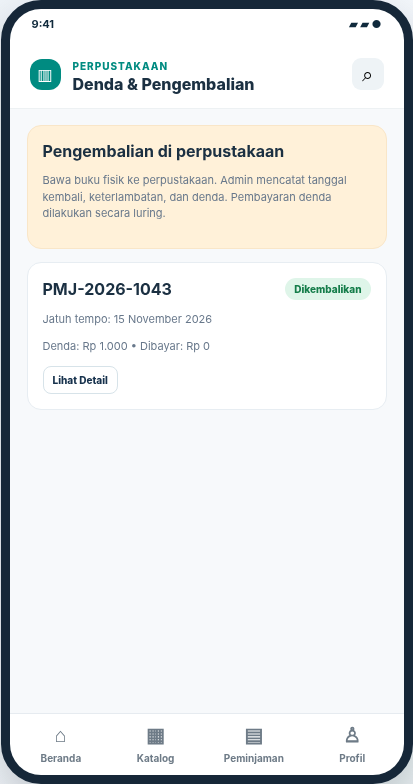 9:41
PERPUSTAKAAN
Denda & Pengembalian
Pengembalian di perpustakaan
Bawa buku fisik ke perpustakaan. Admin mencatat tanggal
kembali, keterlambatan, dan denda. Pembayaran denda
dilakukan secara luring.
PMJ-2026-1043
Dikembalikan
Jatuh tempo: 15 November 2026
Denda: Rp 1.000 • Dibayar: Rp 0
Lihat Detail
Beranda
Katalog
Peminjaman
Profil